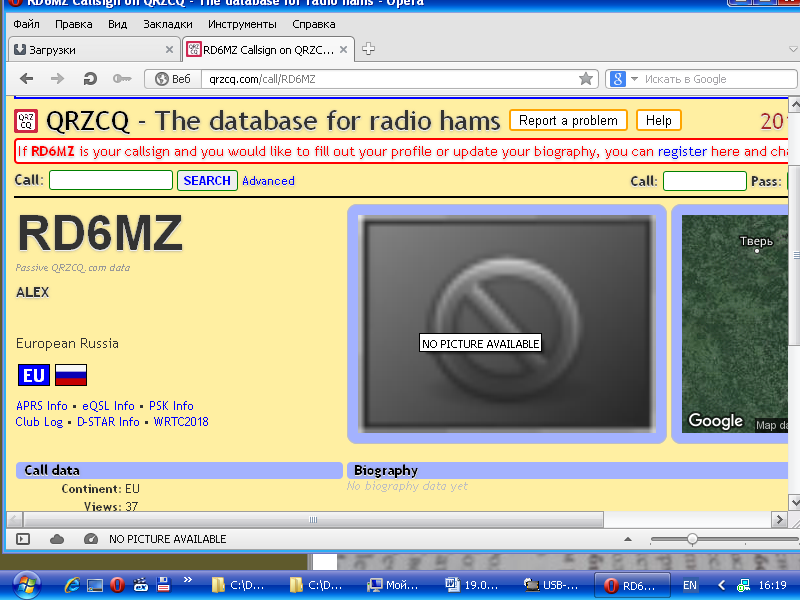 RD6MZ Callsign on QRZCQ - The database for radio hams - Opera
Файл Правка Вид Закладки Инструменты Справка
Загрузки
RD6MZ Callsign on QRZC...
Веб qrzcq.com/call/RD6MZ Искать в Google
QRZ CQ QRZCQ - The database for radio hams Report a problem Help 20
If RD6MZ is your callsign and you would like to fill out your profile or update your biography, you can register here and cha
Call: SEARCH Advanced Call: Pass:
RD6MZ
Passive QRZCQ.com data
ALEX
European Russia
EU
APRS Info • eQSL Info • PSK Info
Club Log • D-STAR Info • WRTC2018
NO PICTURE AVAILABLE
Тверь
Google Map da
Call data
Continent: EU
Views: 37
Biography
No biography data yet
NO PICTURE AVAILABLE
C:\D... C:\D... Мой... 19.0... USB-... RD6... EN 16:19